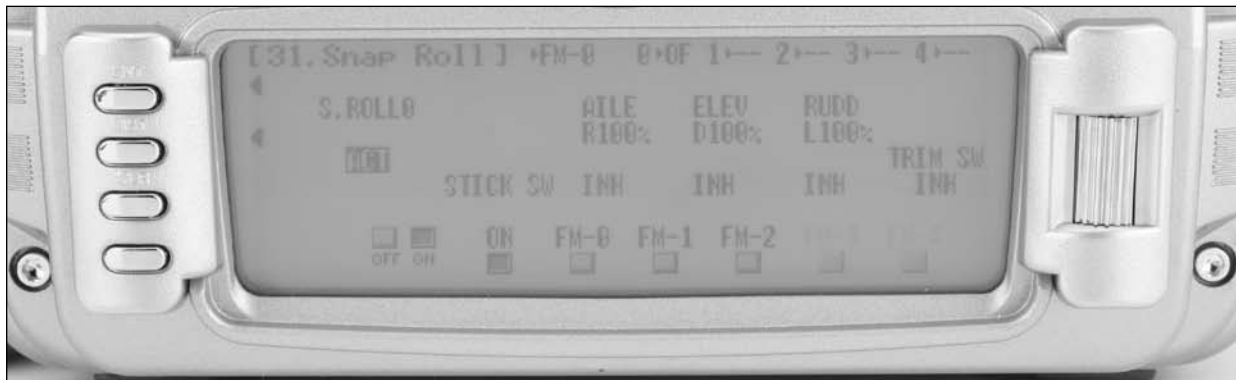 [31.Snap Roll] ▸FM-0 0▸OF 1▸-- 2▸-- 3▸-- 4▸--
S.ROLL0 AILE ELEV RUDD
R100% D100% L100%
ACT TRIM SW
STICK SW INH INH INH INH
ON FM-0 FM-1 FM-2
OFF ON